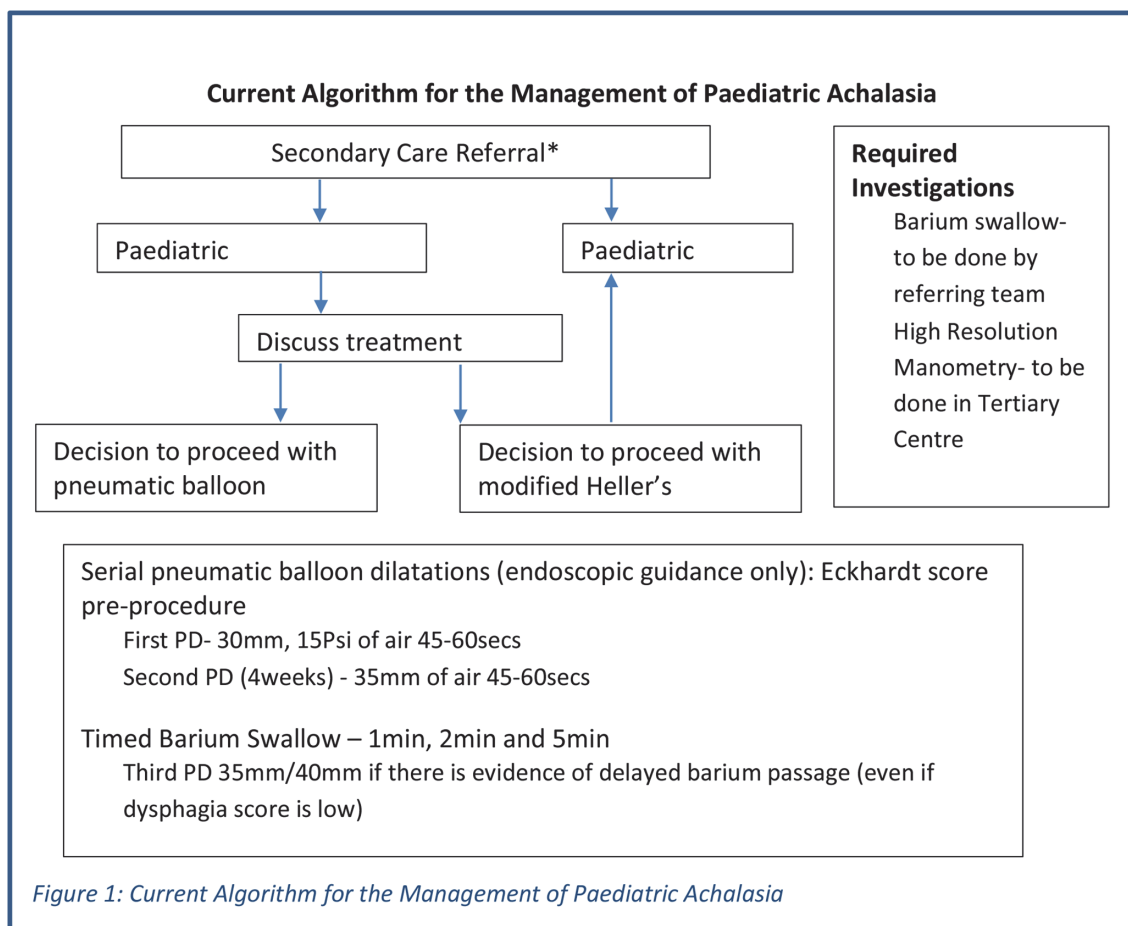 Current Algorithm for the Management of Paediatric Achalasia
Secondary Care Referral*
Paediatric
Paediatric
Discuss treatment
Decision to proceed with
pneumatic balloon
Decision to proceed with
modified Heller’s
Required
Investigations
Barium swallow-
to be done by
referring team
High Resolution
Manometry- to be
done in Tertiary
Centre
Serial pneumatic balloon dilatations (endoscopic guidance only): Eckhardt score
pre-procedure
First PD- 30mm, 15Psi of air 45-60secs
Second PD (4weeks) - 35mm of air 45-60secs
Timed Barium Swallow – 1min, 2min and 5min
Third PD 35mm/40mm if there is evidence of delayed barium passage (even if
dysphagia score is low)
Figure 1: Current Algorithm for the Management of Paediatric Achalasia